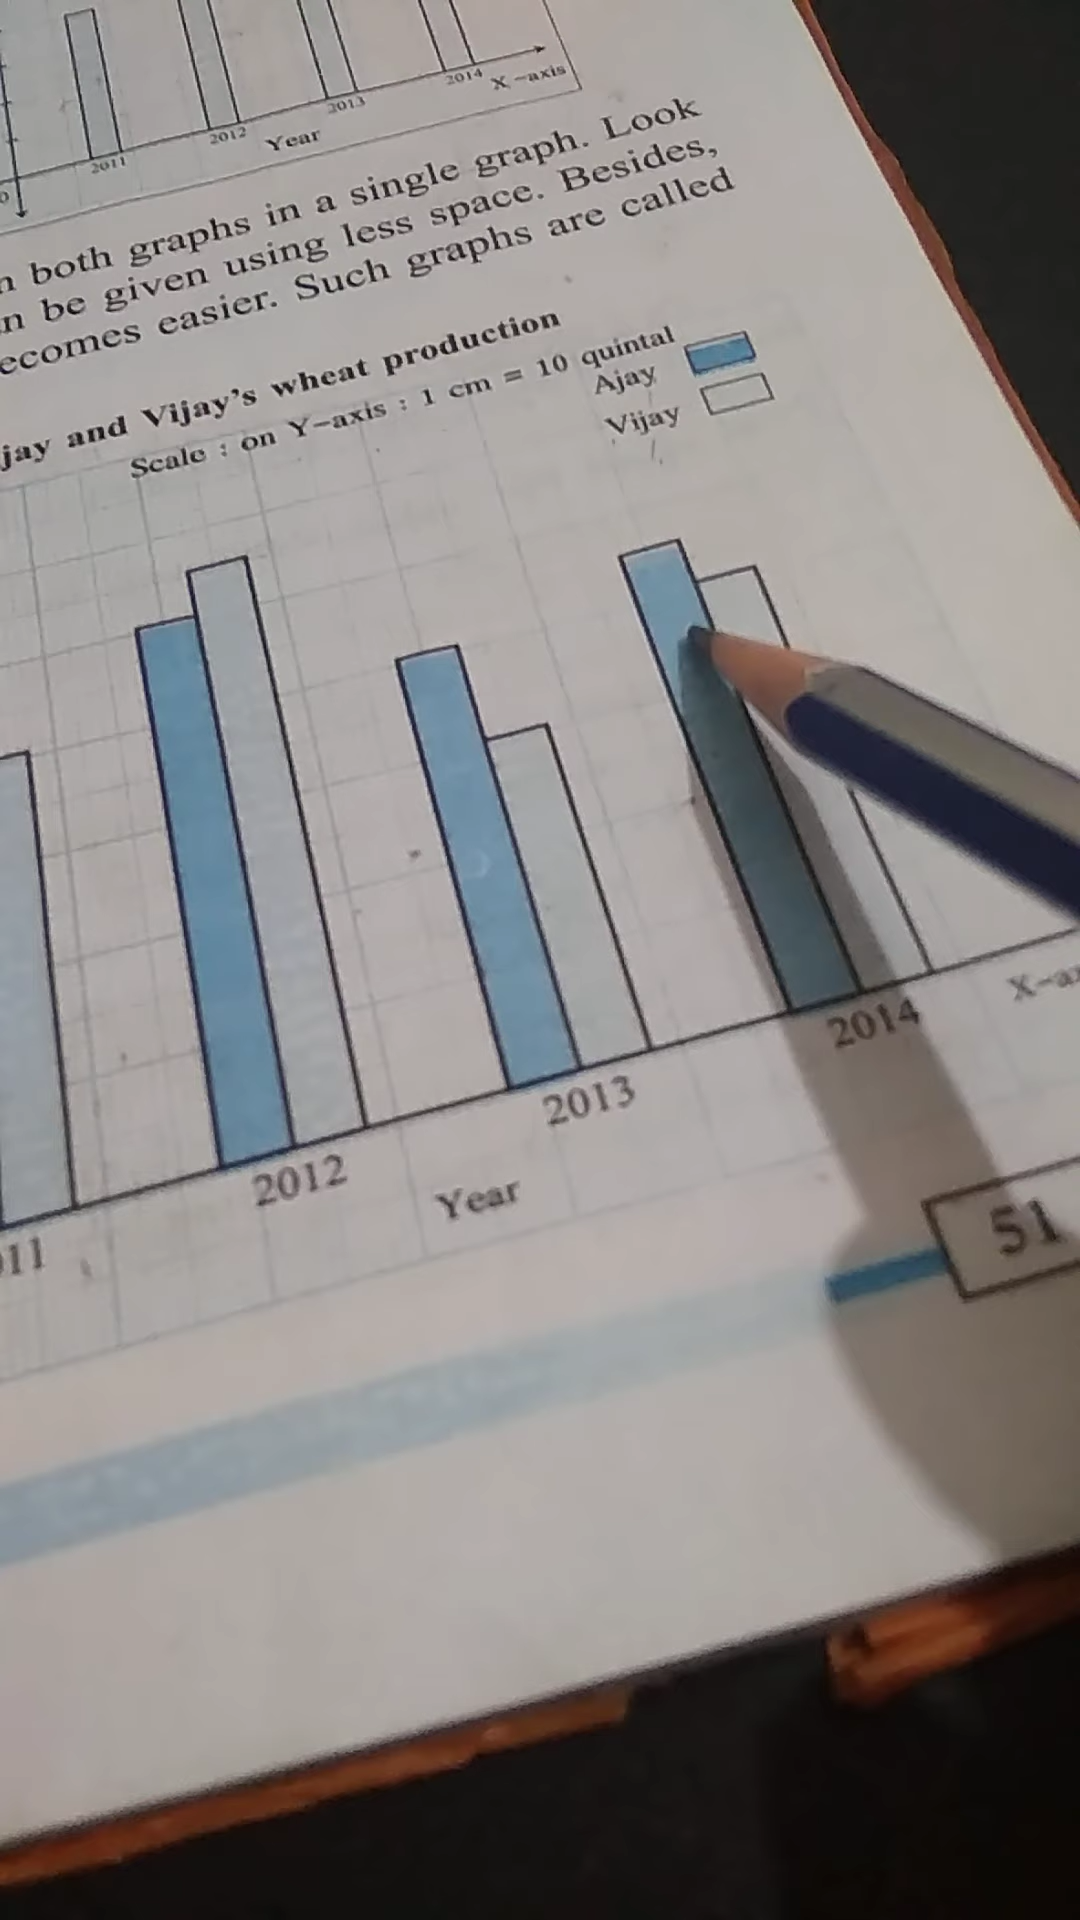 2011
2012
2013
2014
X-axis
Year
both graphs in a single graph. Look
be given using less space. Besides,
easier. Such graphs are called
and Vijay's wheat production
Scale : on Y-axis : 1 cm = 10 quintal
Ajay
Vijay
11
2012
2013
2014
Year
51